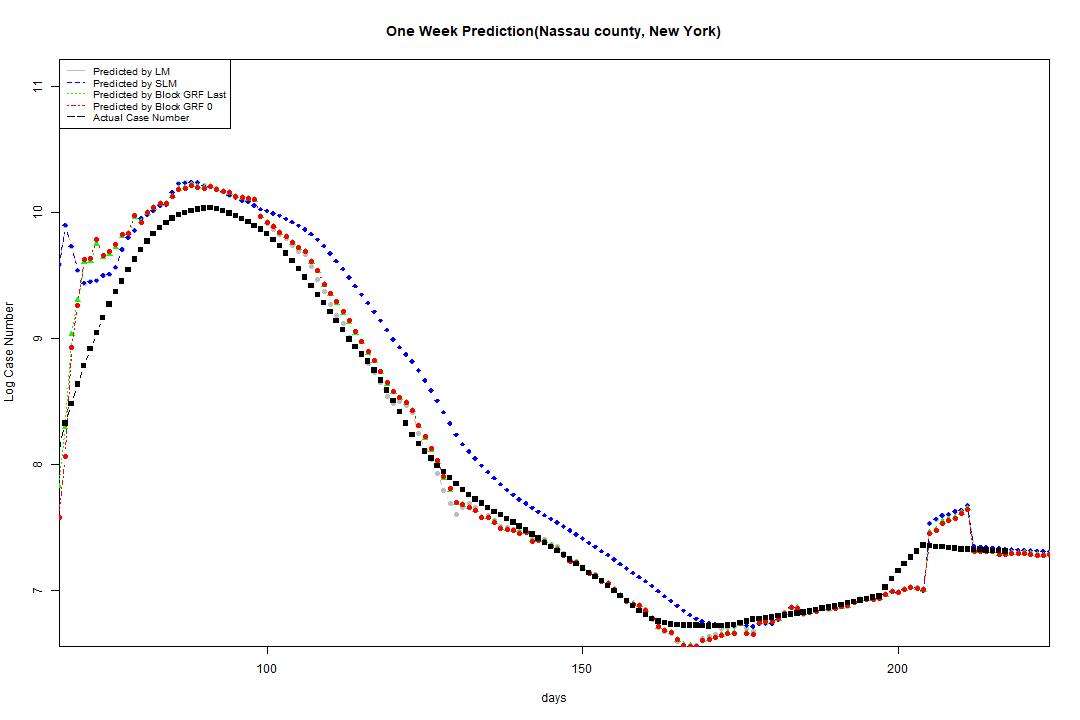 One Week Prediction(Nassau county, New York)
Predicted by LM
Predicted by SLM
Predicted by Block GRF Last
Predicted by Block GRF 0
Actual Case Number
11
10
9
8
7
Log Case Number
100 150 200
days